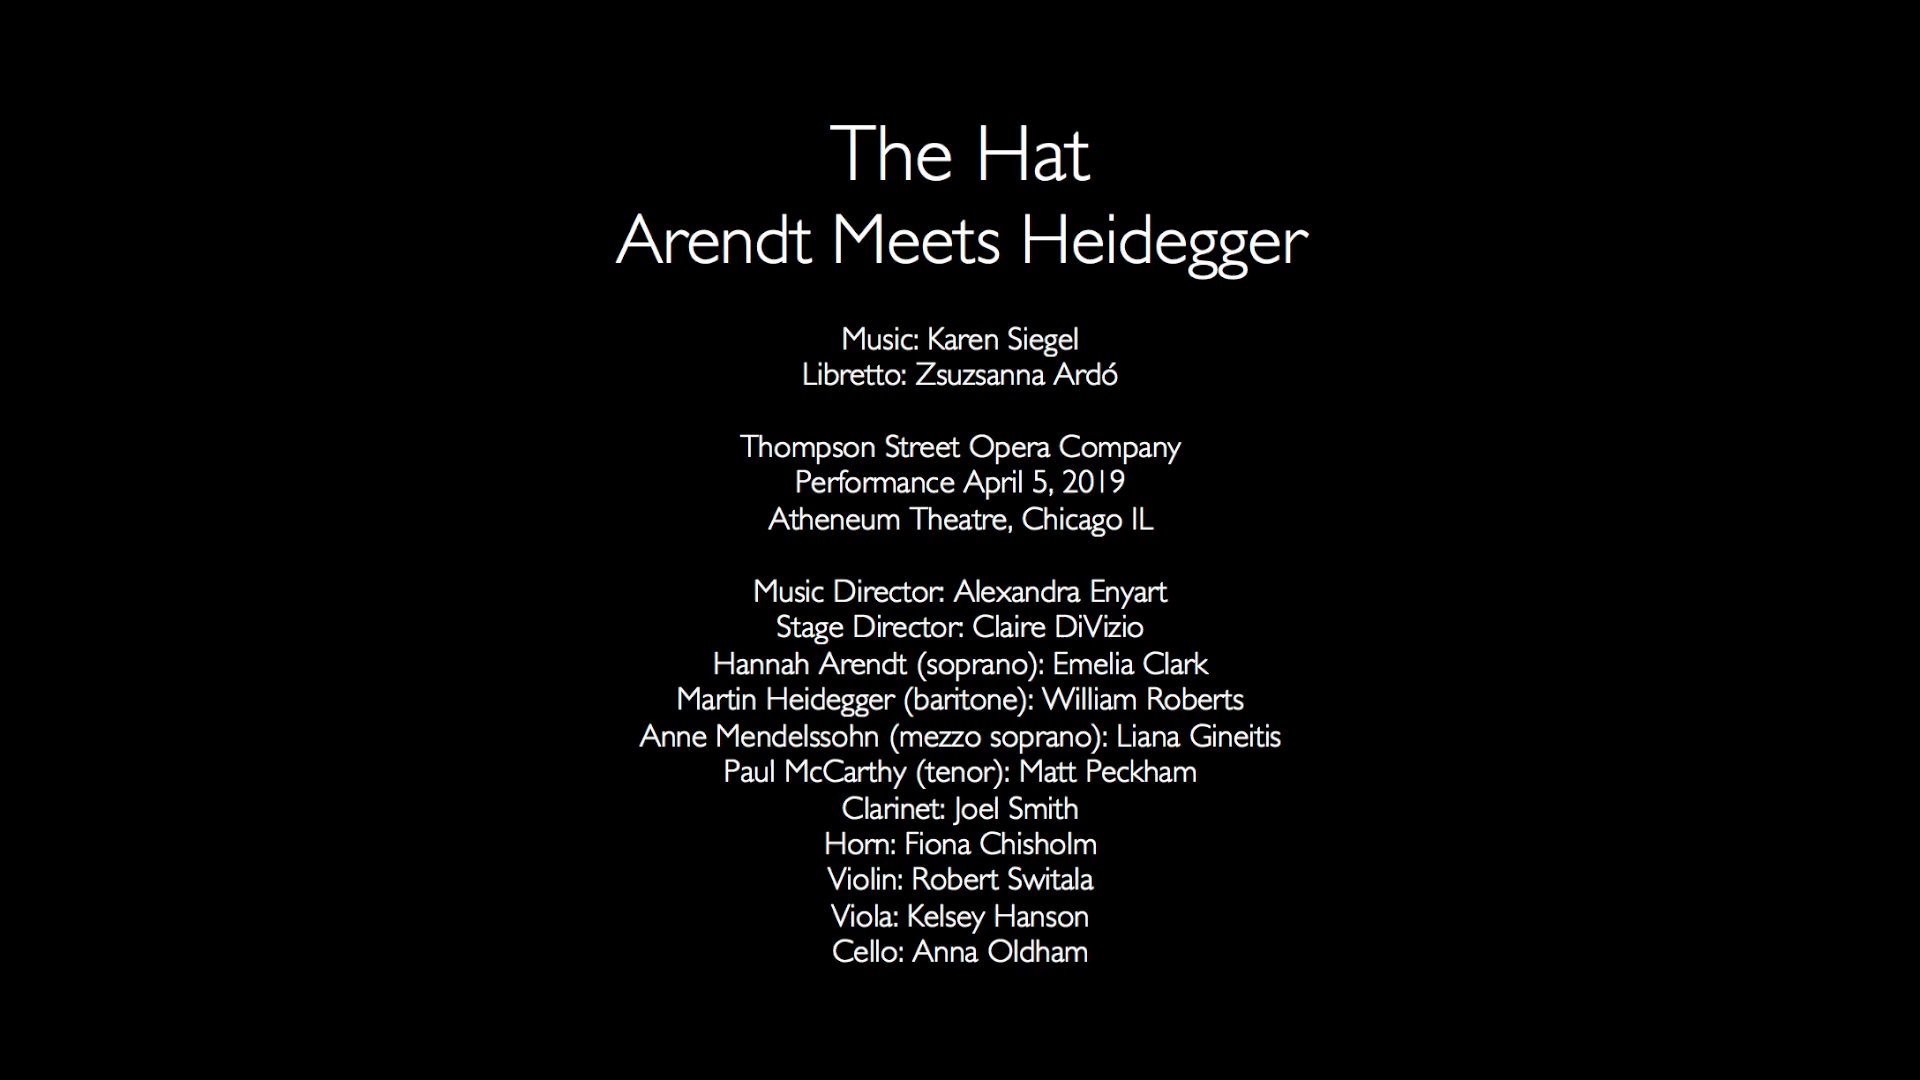 The Hat
Arendt Meets Heidegger
Music: Karen Siegel
Libretto: Zsuzsanna Ardó
Thompson Street Opera Company
Performance April 5, 2019
Atheneum Theatre, Chicago IL
Music Director: Alexandra Enyart
Stage Director: Claire DiVizio
Hannah Arendt (soprano): Emelia Clark
Martin Heidegger (baritone): William Roberts
Anne Mendelssohn (mezzo soprano): Liana Gineitis
Paul McCarthy (tenor): Matt Peckham
Clarinet: Joel Smith
Horn: Fiona Chisholm
Violin: Robert Switala
Viola: Kelsey Hanson
Cello: Anna Oldham